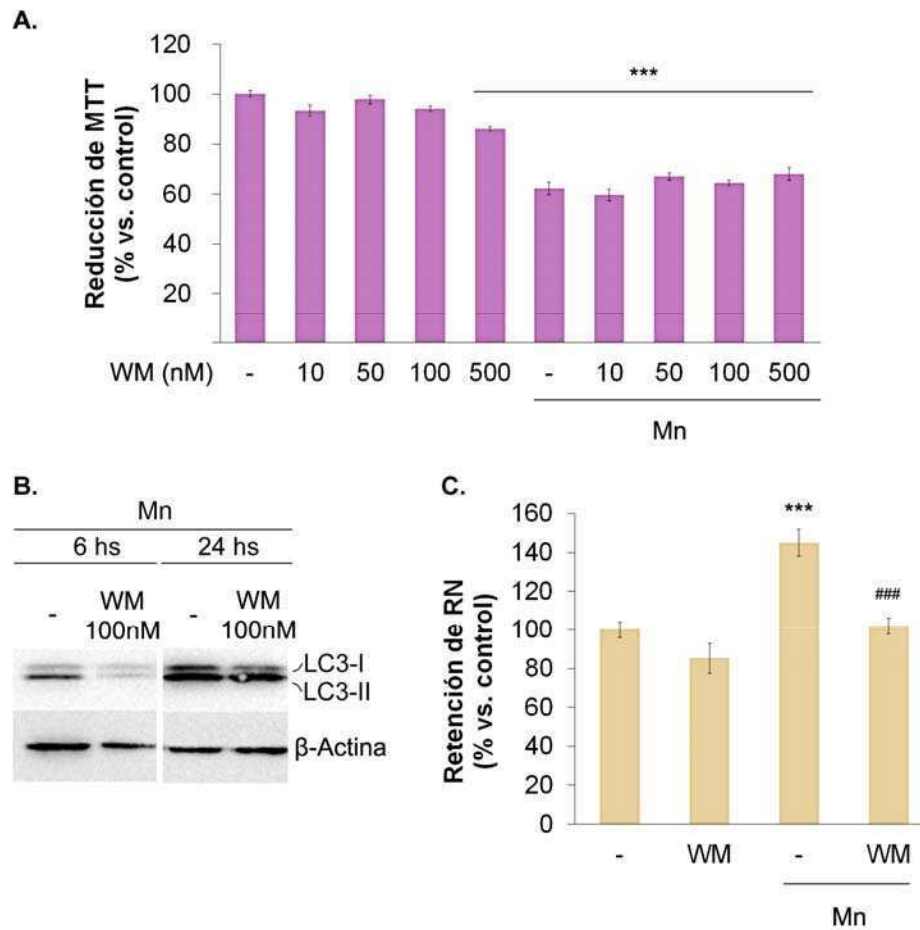 A.
Reducción de MTT
(% vs. control)
120
100
80
60
40
20
***
WM (nM) - 10 50 100 500 - 10 50 100 500
Mn
B.
Mn
6 hs 24 hs
- WM 100nM - WM 100nM
LC3-I
LC3-II
β-Actina
C.
Retención de RN
(% vs. control)
160
140
120
100
80
60
40
20
0
***
###
- WM - WM
Mn